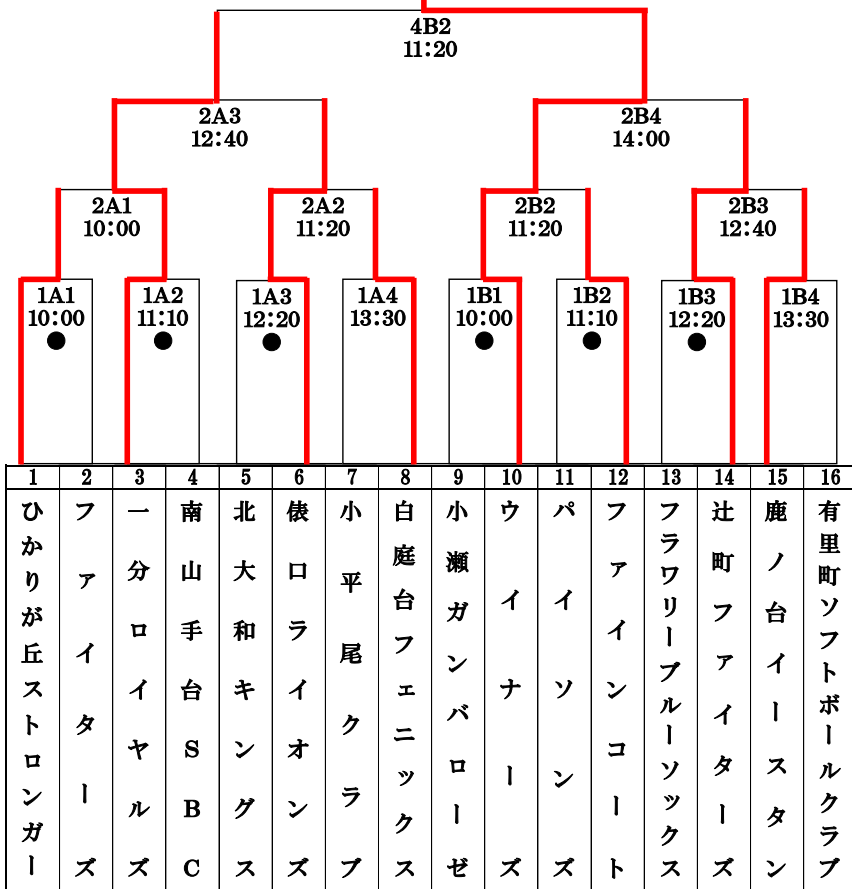 4B2
11:20
2A3
12:40
2B4
14:00
2A1
10:00
2A2
11:20
2B2
11:20
2B3
12:40
1A1
10:00
1A2
11:10
1A3
12:20
1A4
13:30
1B1
10:00
1B2
11:10
1B3
12:20
1B4
13:30
1 2 3 4 5 6 7 8 9 10 11 12 13 14 15 16
ひかりが丘ストロンガー
ファイターズ
一分ロイヤルズ
南山手台SBC
北大和キングス
俵口ライオンズ
小平尾クラブ
白庭台フェニックス
小瀬ガンバローゼ
ウイナーズ
パイソンズ
ファインコート
フラワリーブルーソックス
辻町ファイターズ
鹿ノ台イースタン
有里町ソフトボールクラブ